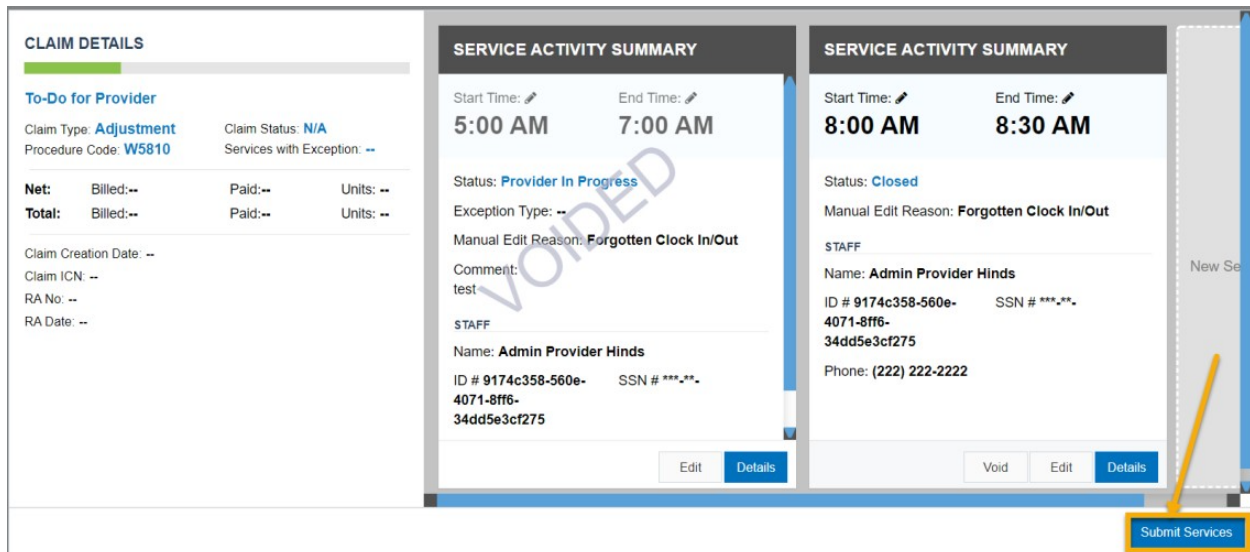 CLAIM DETAILS
To-Do for Provider
Claim Type: Adjustment Claim Status: N/A
Procedure Code: W5810 Services with Exception: --
Net: Billed:-- Paid:-- Units: --
Total: Billed:-- Paid:-- Units: --
Claim Creation Date: --
Claim ICN: --
RA No: --
RA Date: --
SERVICE ACTIVITY SUMMARY
Start Time: End Time:
5:00 AM 7:00 AM
Status: Provider In Progress
Exception Type: --
Manual Edit Reason: Forgotten Clock In/Out
Comment:
test
VOIDED
STAFF
Name: Admin Provider Hinds
ID # 9174c358-560e- SSN # ***-**-
4071-8ff6-
34dd5e3cf275
Edit Details
SERVICE ACTIVITY SUMMARY
Start Time: End Time:
8:00 AM 8:30 AM
Status: Closed
Manual Edit Reason: Forgotten Clock In/Out
STAFF
Name: Admin Provider Hinds
ID # 9174c358-560e- SSN # ***-**-
4071-8ff6-
34dd5e3cf275
Phone: (222) 222-2222
Void Edit Details
New Se
Submit Services